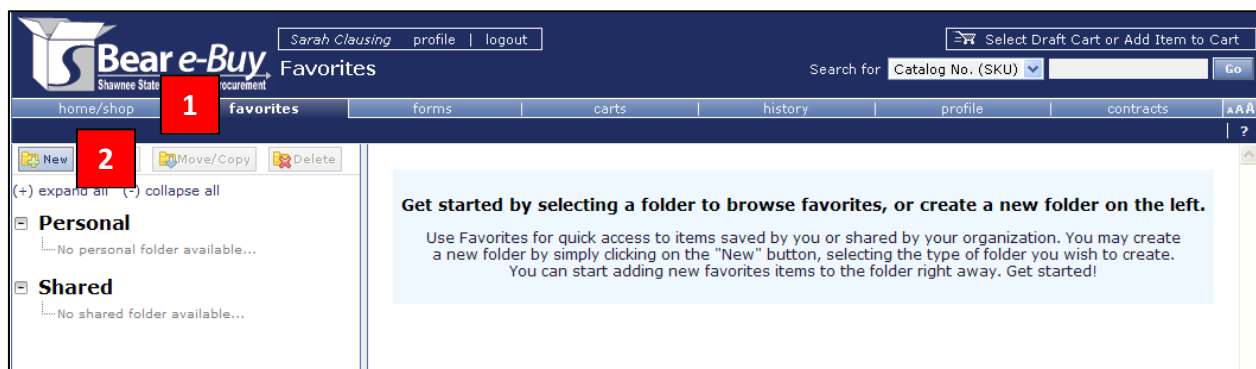 Sarah Clausing profile | logout
Select Draft Cart or Add Item to Cart
Bear e-Buy
Shawnee State
Favorites
Search for Catalog No. (SKU) Go
home/shop 1 favorites | forms | carts | history | profile | contracts AAA
| ?
New 2 Move/Copy Delete
(+) expand all (-) collapse all
Personal
No personal folder available...
Shared
No shared folder available...
Get started by selecting a folder to browse favorites, or create a new folder on the left.
Use Favorites for quick access to items saved by you or shared by your organization. You may create
a new folder by simply clicking on the "New" button, selecting the type of folder you wish to create.
You can start adding new favorites items to the folder right away. Get started!